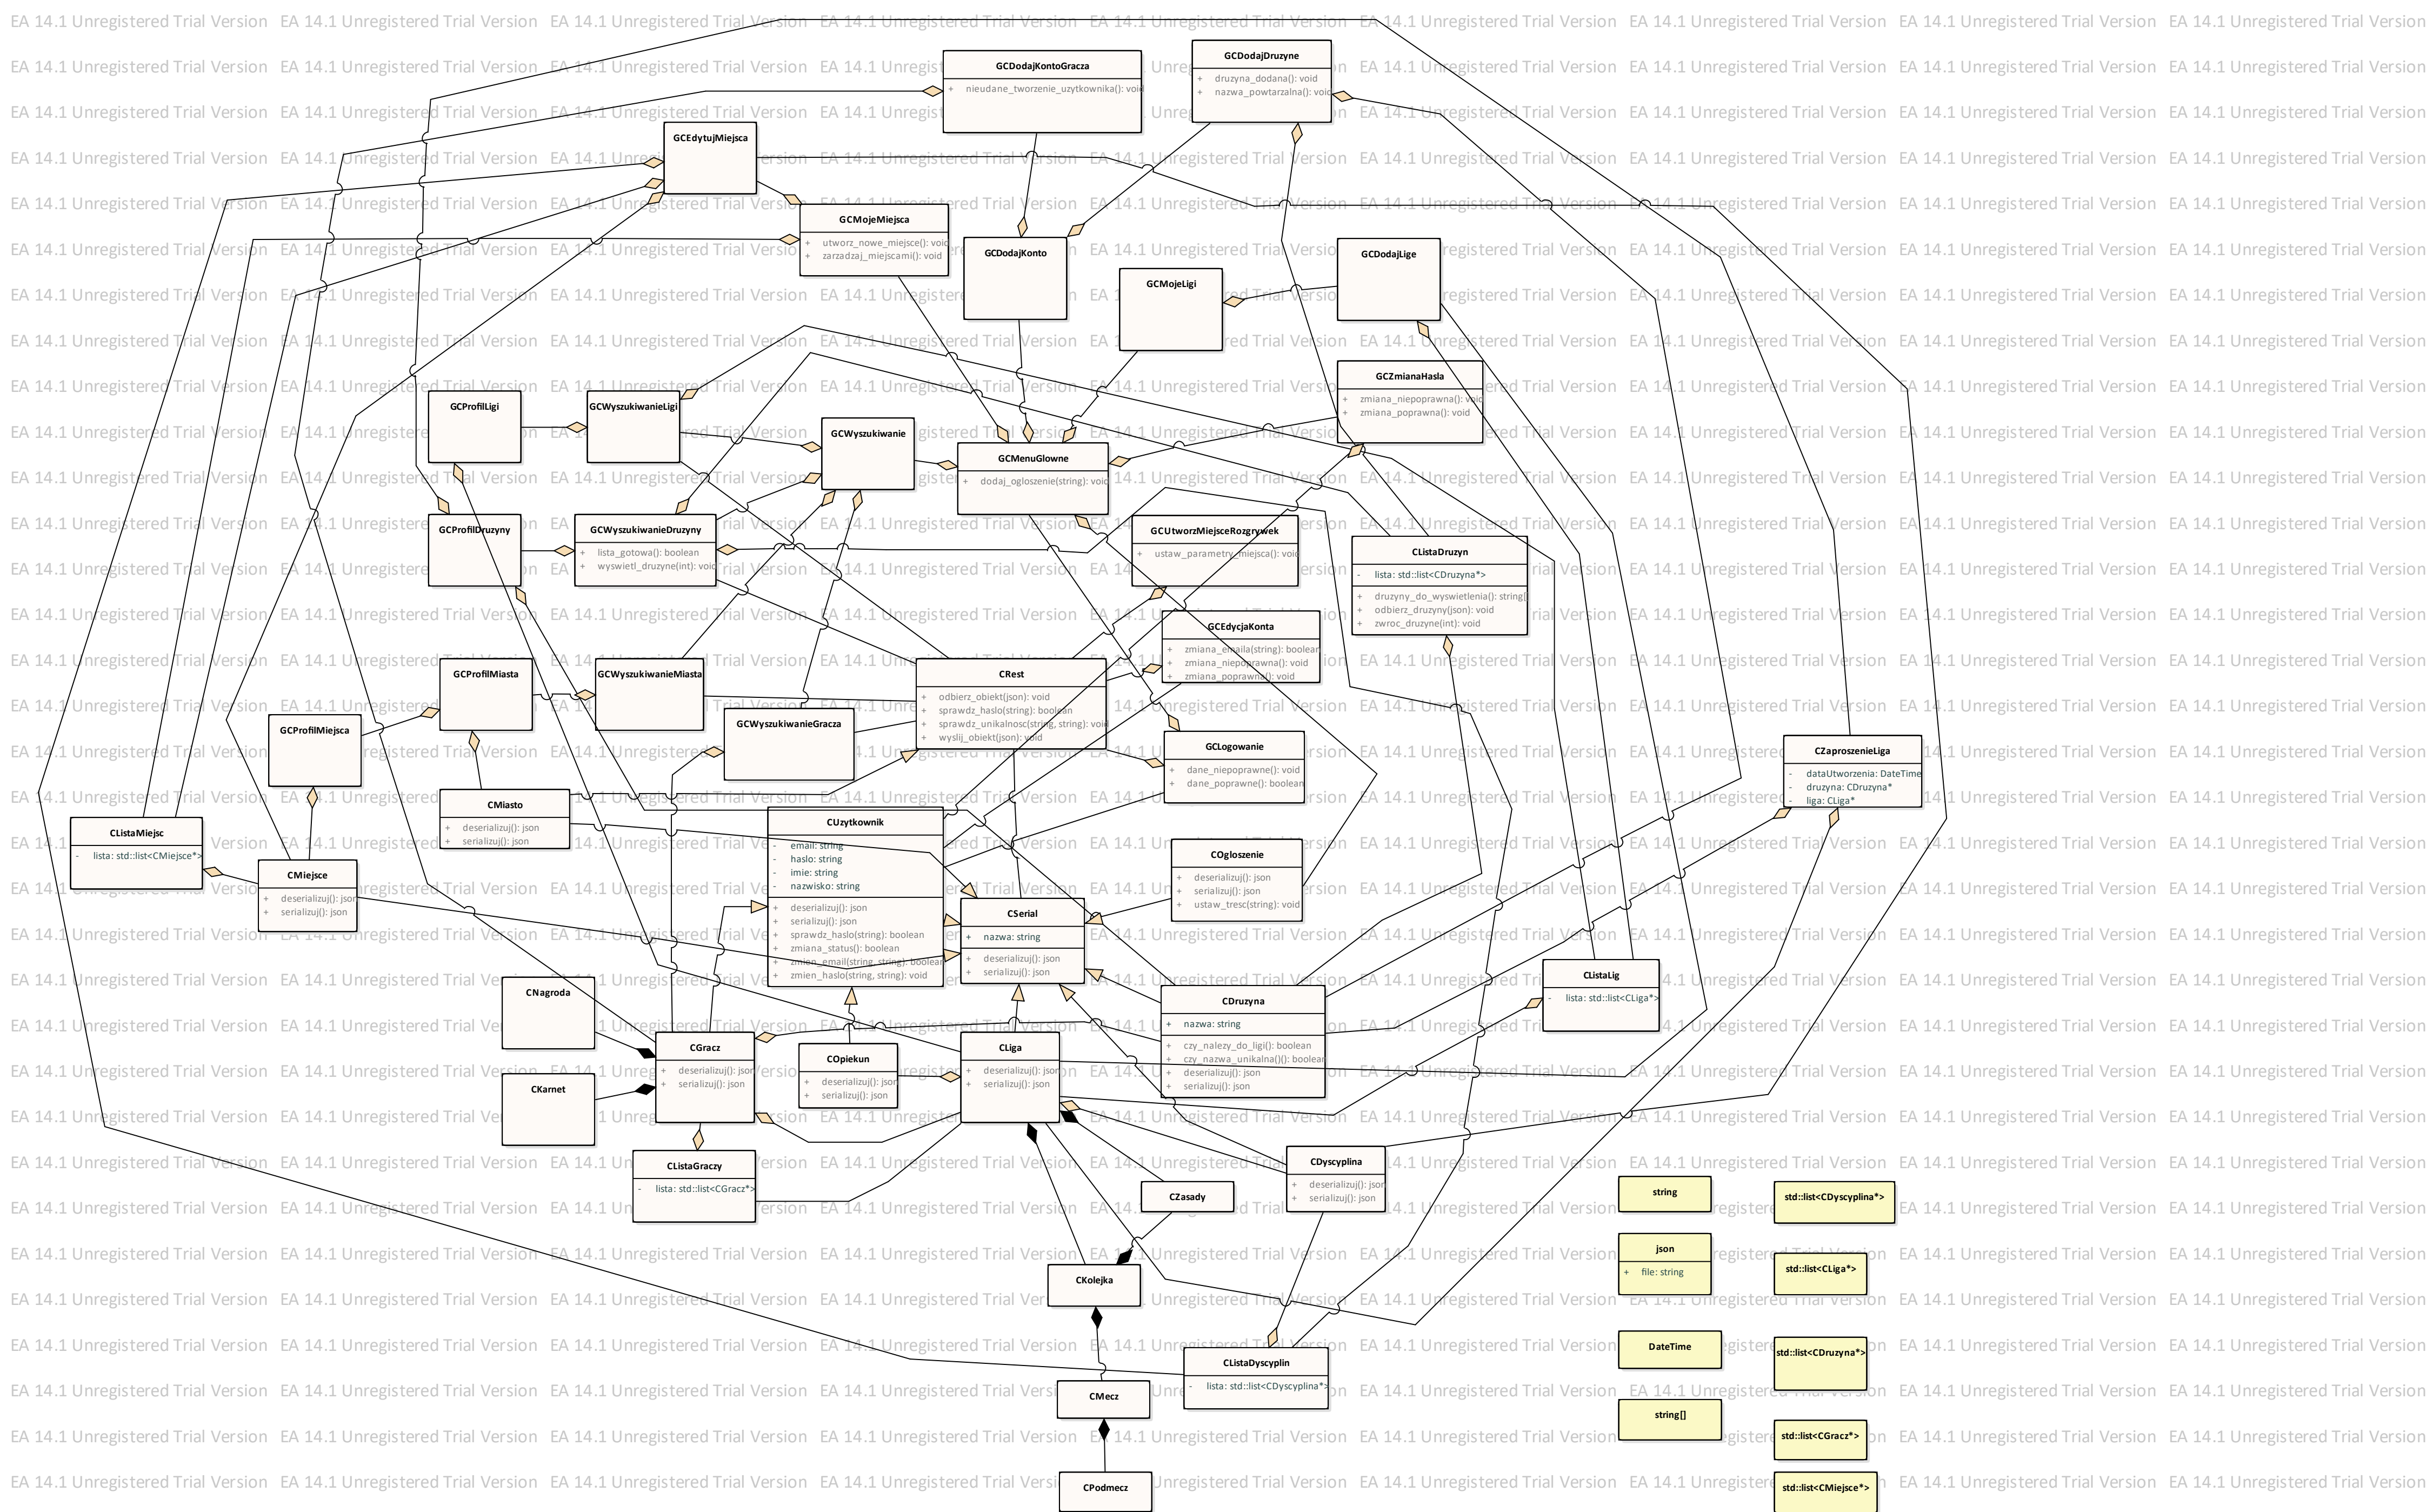 EA 14.1 Unregistered Trial Version
GCDodajKontoGracza
+ nieudane_tworzenie_uzytkownika(): void
GCDodajDruzyne
+ druzyna_dodana(): void
+ nazwa_powtarzalna(): void
GCEdytujMiejsca
GCMojeMiejsca
+ utworz_nowe_miejsce(): void
+ zarzadzaj_miejscami(): void
GCDodajKonto
GCMojeLigi
GCDodajLige
GCZmianaHasla
+ zmiana_niepoprawna(): void
+ zmiana_poprawna(): void
GCProfilLigi
GCWyszukiwanieLigi
GCWyszukiwanie
GCMenuGlowne
+ dodaj_ogloszenie(string): void
GCProfilDruzyny
GCWyszukiwanieDruzyny
+ lista_gotowa(): boolean
+ wyswietl_druzyne(int): void
GCUtworzMiejsceRozgrywek
+ ustaw_parametry_miejsca(): void
CListaDruzyn
- lista: std::list<CDruzyna*>
+ druzyny_do_wyswietlenia(): string[]
+ odbierz_druzyny(json): void
+ zwroc_druzyne(int): void
GCEdycjaKonta
+ zmiana_emaila(string): boolean
+ zmiana_niepoprawna(): void
+ zmiana_poprawna(): void
GCProfilMiasta
GCWyszukiwanieMiasta
CRest
+ odbierz_obiekt(json): void
+ sprawdz_haslo(string): boolean
+ sprawdz_unikalnosc(string, string): void
+ wyslij_obiekt(json): void
GCProfilMiejsca
GCWyszukiwanieGracza
GCLogowanie
+ dane_niepoprawne(): void
+ dane_poprawne(): boolean
CZaproszenieLiga
- dataUtworzenia: DateTime
- druzyna: CDruzyna*
- liga: CLiga*
CMiasto
+ deserializuj(): json
+ serializuj(): json
CListaMiejsc
- lista: std::list<CMiejsce*>
CMiejsce
+ deserializuj(): json
+ serializuj(): json
CUzytkownik
- email: string
- haslo: string
- imie: string
- nazwisko: string
+ deserializuj(): json
+ serializuj(): json
+ sprawdz_haslo(string): boolean
+ zmiana_status(): boolean
+ zmien_email(string, string): boolean
+ zmien_haslo(string, string): void
COgloszenie
+ deserializuj(): json
+ serializuj(): json
+ ustaw_tresc(string): void
CSerial
+ nazwa: string
+ deserializuj(): json
+ serializuj(): json
CNagroda
CDruzyna
+ nazwa: string
+ czy_nalezy_do_ligi(): boolean
+ czy_nazwa_unikalna()(): boolean
+ deserializuj(): json
+ serializuj(): json
CListaLig
- lista: std::list<CLiga*>
CGracz
+ deserializuj(): json
+ serializuj(): json
COpiekun
+ deserializuj(): json
+ serializuj(): json
CLiga
+ deserializuj(): json
+ serializuj(): json
CKarnet
CListaGraczy
- lista: std::list<CGracz*>
CDyscyplina
+ deserializuj(): json
+ serializuj(): json
CZasady
CKolejka
CListaDyscyplin
- lista: std::list<CDyscyplina*>
CMecz
CPodmecz
string
std::list<CDyscyplina*>
json
+ file: string
std::list<CLiga*>
DateTime
std::list<CDruzyna*>
string[]
std::list<CGracz*>
std::list<CMiejsce*>